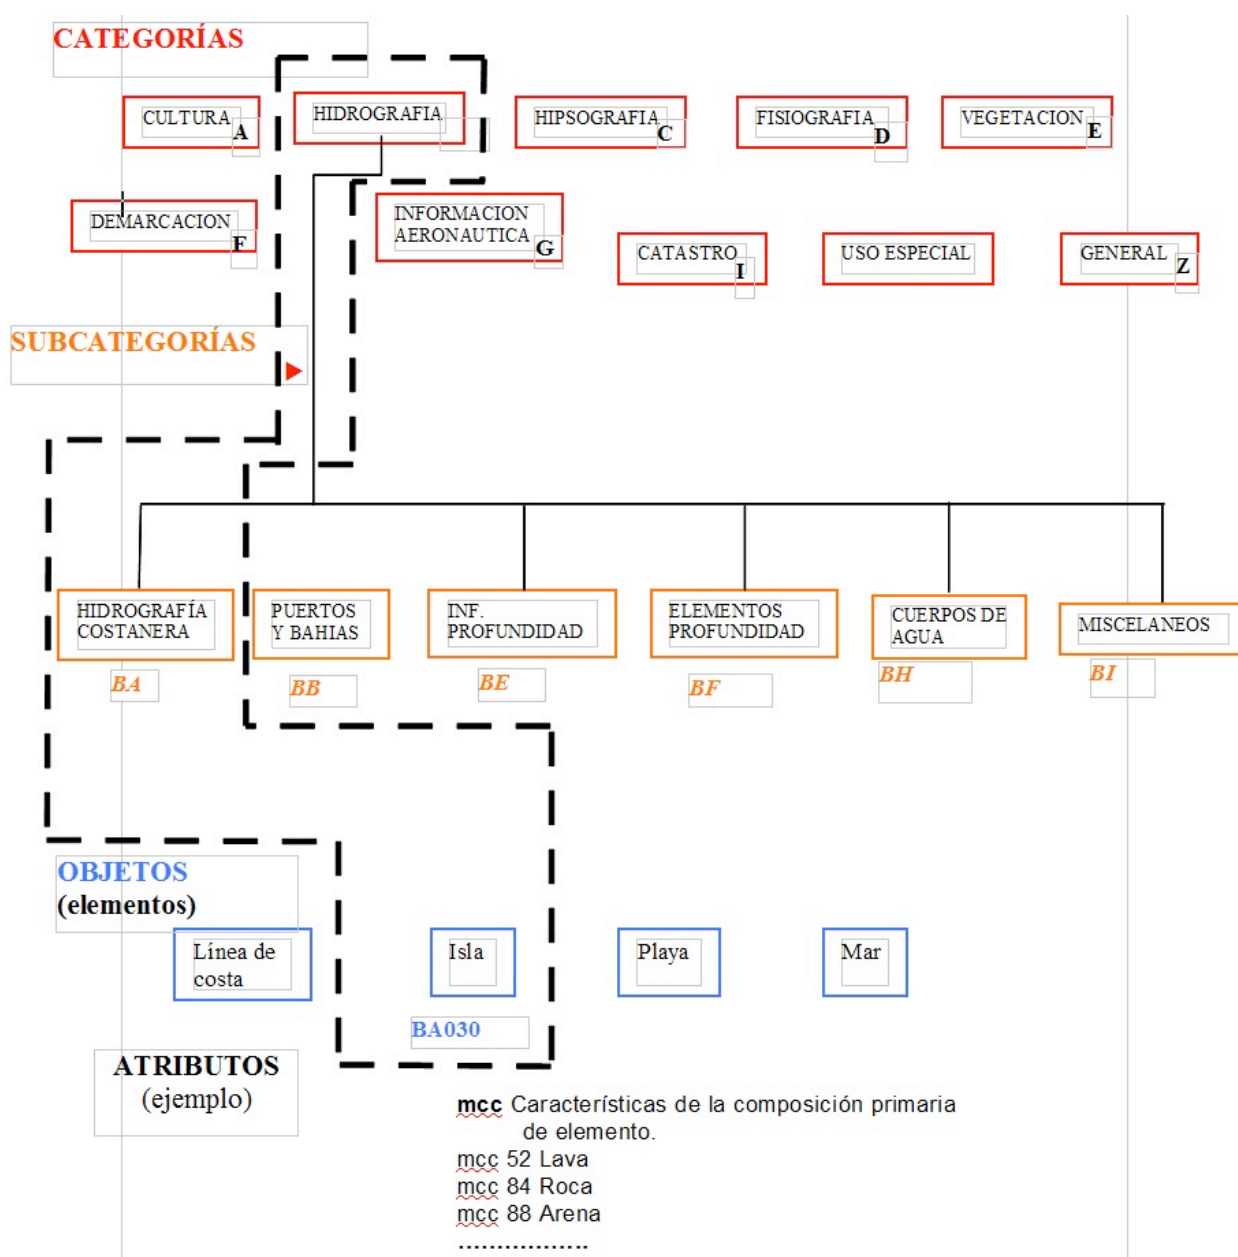 CATEGORÍAS
CULTURA
A
HIDROGRAFIA
HIPSOGRAFIA
C
FISIOGRAFIA
D
VEGETACION
E
DEMARCACION
F
INFORMACION
AERONAUTICA
G
CATASTRO
I
USO ESPECIAL
GENERAL
Z
SUBCATEGORÍAS
HIDROGRAFÍA
COSTANERA
PUERTOS
Y BAHIAS
INF.
PROFUNDIDAD
ELEMENTOS
PROFUNDIDAD
CUERPOS DE
AGUA
MISCELANEOS
BA
BB
BE
BF
BH
BI
OBJETOS
(elementos)
Línea de
costa
Isla
Playa
Mar
BA030
ATRIBUTOS
(ejemplo)
mcc Características de la composición primaria
de elemento.
mcc 52 Lava
mcc 84 Roca
mcc 88 Arena
.................